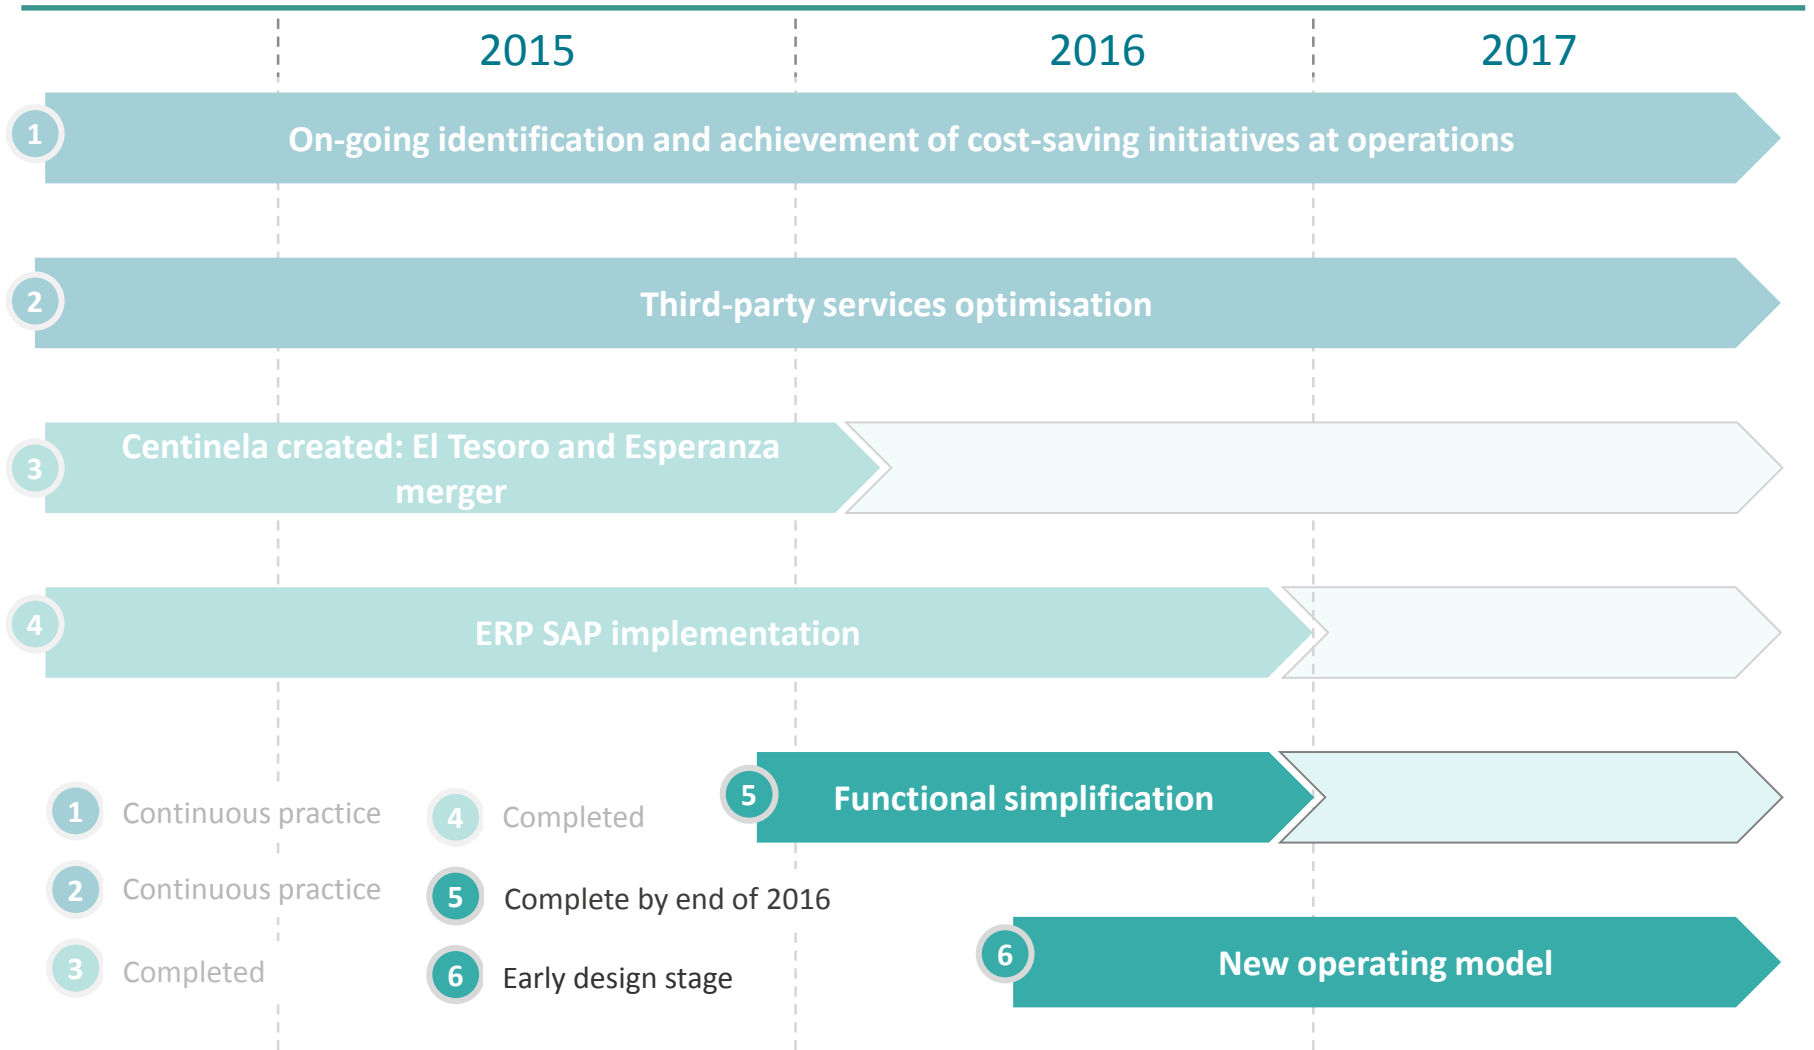 2015
2016
2017
1
On-going identification and achievement of cost-saving initiatives at operations
2
Third-party services optimisation
3
Centinela created: El Tesoro and Esperanza
merger
4
ERP SAP implementation
5
Functional simplification
6
New operating model
1 Continuous practice
2 Continuous practice
3 Completed
4 Completed
5 Complete by end of 2016
6 Early design stage